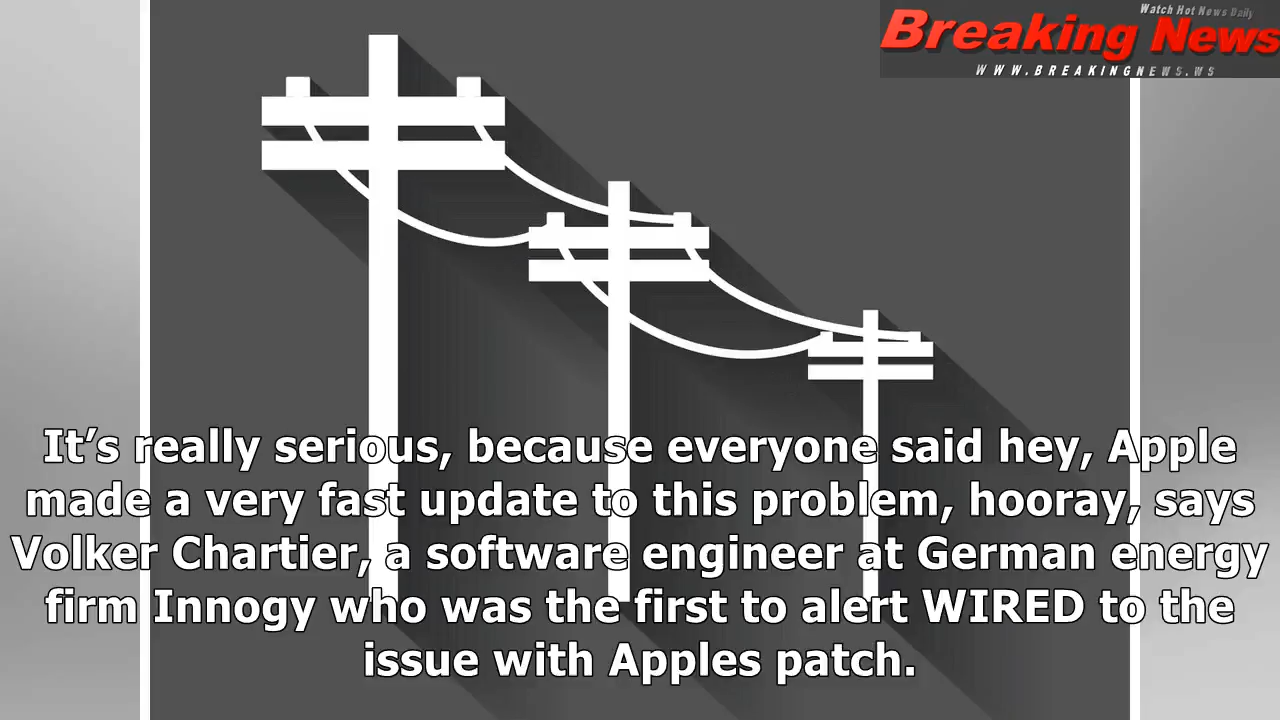 Watch Hot News Daily
Breaking News
WWW.BREAKINGNEWS.WS
It’s really serious, because everyone said hey, Apple
made a very fast update to this problem, hooray, says
Volker Chartier, a software engineer at German energy
firm Innogy who was the first to alert WIRED to the
issue with Apples patch.